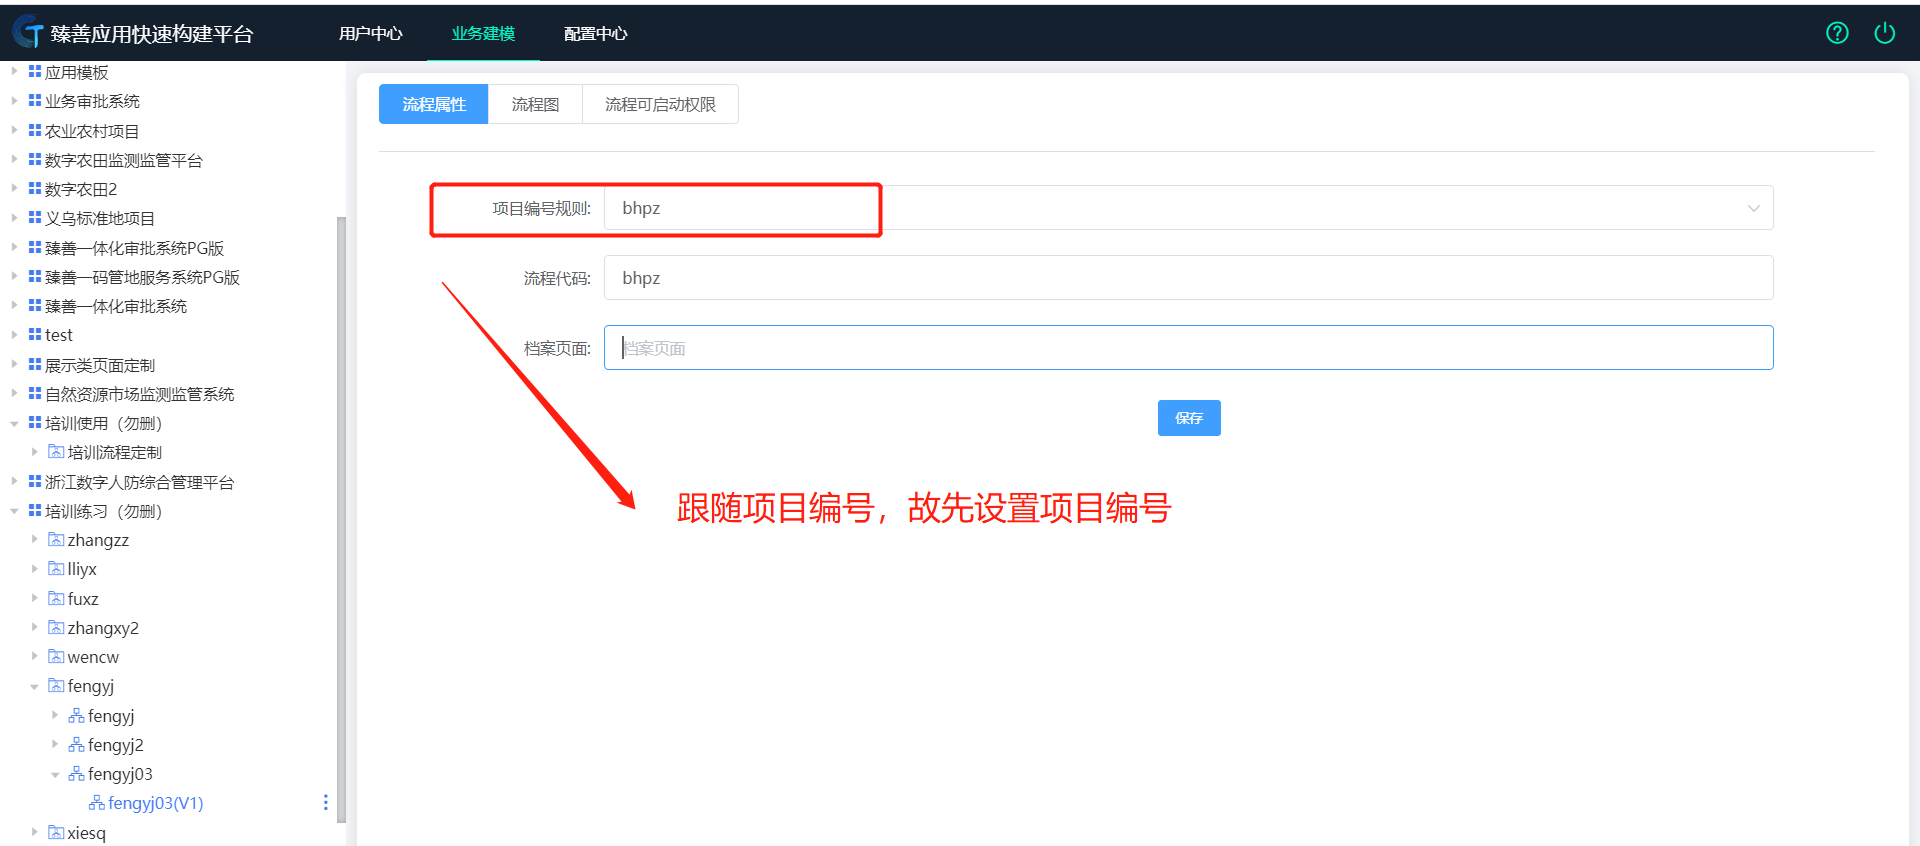 臻善应用快速构建平台
用户中心
业务建模
配置中心
应用模板
业务审批系统
农业农村项目
数字农田监测监管平台
数字农田2
义乌标准地项目
臻善一体化审批系统PG版
臻善一码管地服务系统PG版
臻善一体化审批系统
test
展示类页面定制
自然资源市场监测监管系统
培训使用（勿删）
培训流程定制
浙江数字人防综合管理平台
培训练习（勿删）
zhangzz
lliyx
fuxz
zhangxy2
wencw
fengyj
fengyj
fengyj2
fengyj03
fengyj03(V1)
xiesq
流程属性
流程图
流程可启动权限
项目编号规则: bhpz
流程代码: bhpz
档案页面: 档案页面
保存
跟随项目编号，故先设置项目编号